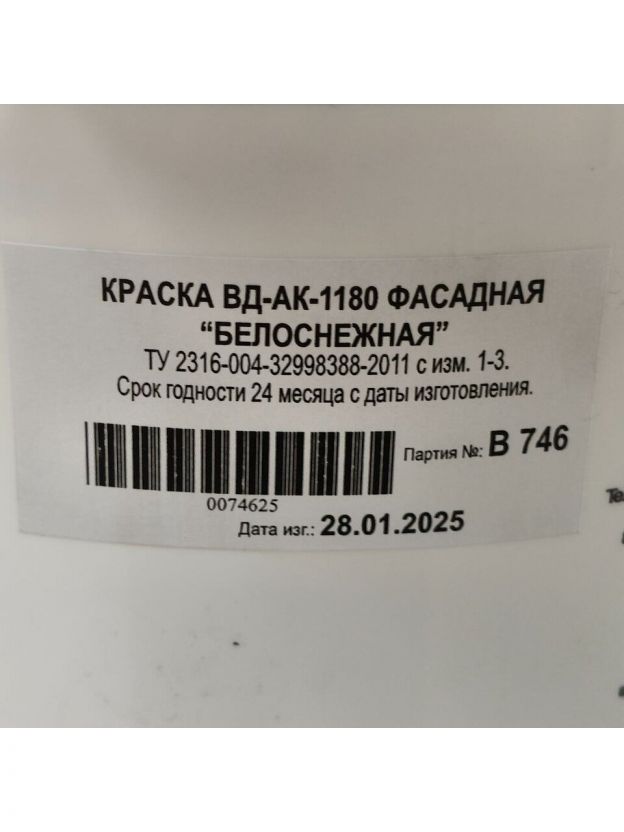 КРАСКА ВД-АК-1180 ФАСАДНАЯ
“БЕЛОСНЕЖНАЯ”
ТУ 2316-004-32998388-2011 с изм. 1-3.
Срок годности 24 месяца с даты изготовления.
Партия №: В 746
0074625
Дата изг.: 28.01.2025